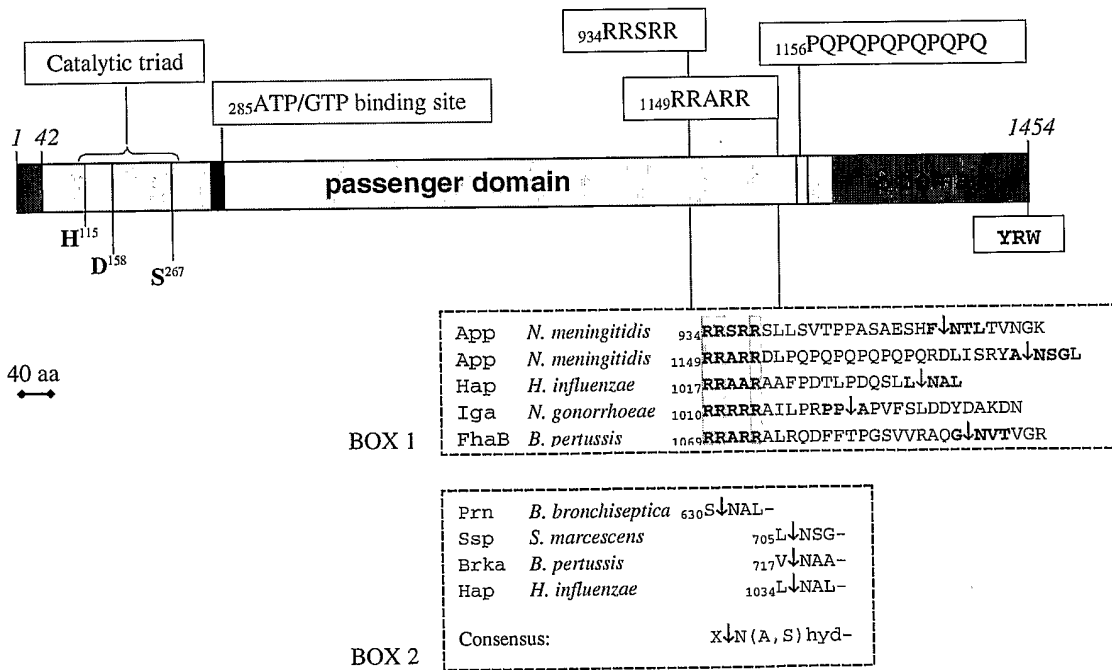 934RRSRR
1156PQPQPQPQPQPQ
Catalytic triad
285ATP/GTP binding site
1149RRARR
1 42
1454
passenger domain
H115
D158
S267
YRW
40 aa
App N. meningitidis 934RRSRRSLLSVTPPASAESHF↓NTLTVNGK
App N. meningitidis 1149RRARRDLPQPQPQPQPQPQRDLISRYA↓NSGL
Hap H. influenzae 1017RRAARAAFPDTLPDQSLL↓NAL
Iga N. gonorrhoeae 1010RRRRRAILPRPP↓APVFSLDDYDAKDN
FhaB B. pertussis 1069RRARRALRQDFFTPGSVVRAQG↓NVTVGR
BOX 1
Prn B. bronchiseptica 630S↓NAL-
Ssp S. marcescens 705L↓NSG-
Brka B. pertussis 717V↓NAA-
Hap H. influenzae 1034L↓NAL-
Consensus: X↓N(A,S)hyd-
BOX 2